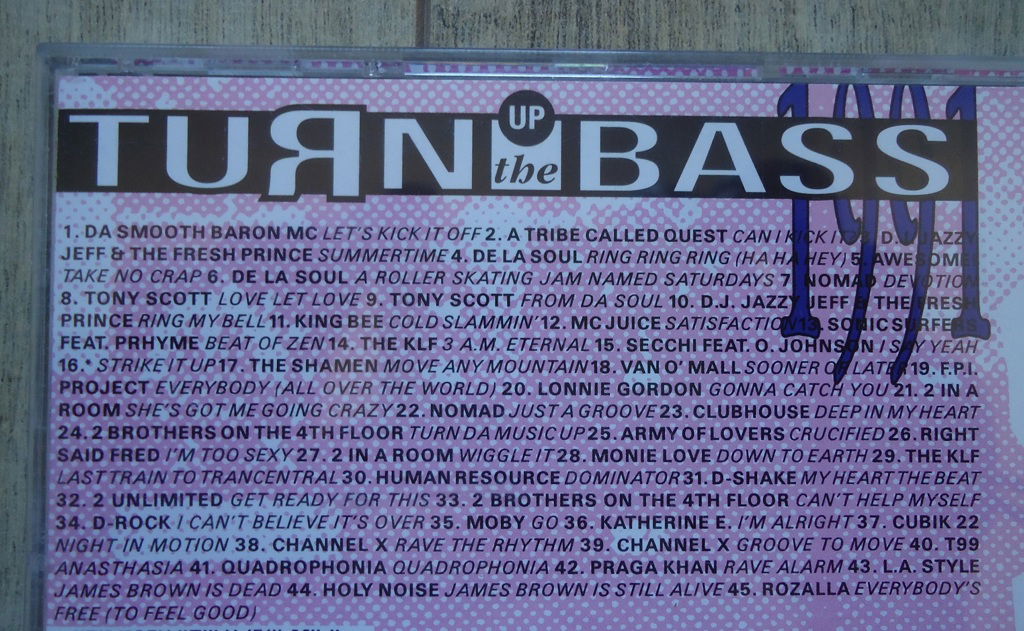 TURN UP the BASS 1991
1. DA SMOOTH BARON MC LET'S KICK IT OFF 2. A TRIBE CALLED QUEST CAN I KICK IT 3. D.J. JAZZY
JEFF & THE FRESH PRINCE SUMMERTIME 4. DE LA SOUL RING RING RING (HA HA HEY) 5. AWESOME!
TAKE NO CRAP 6. DE LA SOUL A ROLLER SKATING JAM NAMED SATURDAYS 7. NOMAD DEVOTION
8. TONY SCOTT LOVE LET LOVE 9. TONY SCOTT FROM DA SOUL 10. D.J. JAZZY JEFF & THE FRESH
PRINCE RING MY BELL 11. KING BEE COLD SLAMMIN' 12. MC JUICE SATISFACTION 13. SONIC SURFERS
FEAT. PRHYME BEAT OF ZEN 14. THE KLF 3 A.M. ETERNAL 15. SECCHI FEAT. O. JOHNSON I SAY YEAH
16.* STRIKE IT UP 17. THE SHAMEN MOVE ANY MOUNTAIN 18. VAN O' MALL SOONER OR LATER 19. F.P.I.
PROJECT EVERYBODY (ALL OVER THE WORLD) 20. LONNIE GORDON GONNA CATCH YOU 21. 2 IN A
ROOM SHE'S GOT ME GOING CRAZY 22. NOMAD JUST A GROOVE 23. CLUBHOUSE DEEP IN MY HEART
24. 2 BROTHERS ON THE 4TH FLOOR TURN DA MUSIC UP 25. ARMY OF LOVERS CRUCIFIED 26. RIGHT
SAID FRED I'M TOO SEXY 27. 2 IN A ROOM WIGGLE IT 28. MONIE LOVE DOWN TO EARTH 29. THE KLF
LAST TRAIN TO TRANCENTRAL 30. HUMAN RESOURCE DOMINATOR 31. D-SHAKE MY HEART THE BEAT
32. 2 UNLIMITED GET READY FOR THIS 33. 2 BROTHERS ON THE 4TH FLOOR CAN'T HELP MYSELF
34. D-ROCK I CAN'T BELIEVE IT'S OVER 35. MOBY GO 36. KATHERINE E. I'M ALRIGHT 37. CUBIK 22
NIGHT IN MOTION 38. CHANNEL X RAVE THE RHYTHM 39. CHANNEL X GROOVE TO MOVE 40. T99
ANASTHASIA 41. QUADROPHONIA QUADROPHONIA 42. PRAGA KHAN RAVE ALARM 43. L.A. STYLE
JAMES BROWN IS DEAD 44. HOLY NOISE JAMES BROWN IS STILL ALIVE 45. ROZALLA EVERYBODY'S
FREE (TO FEEL GOOD)